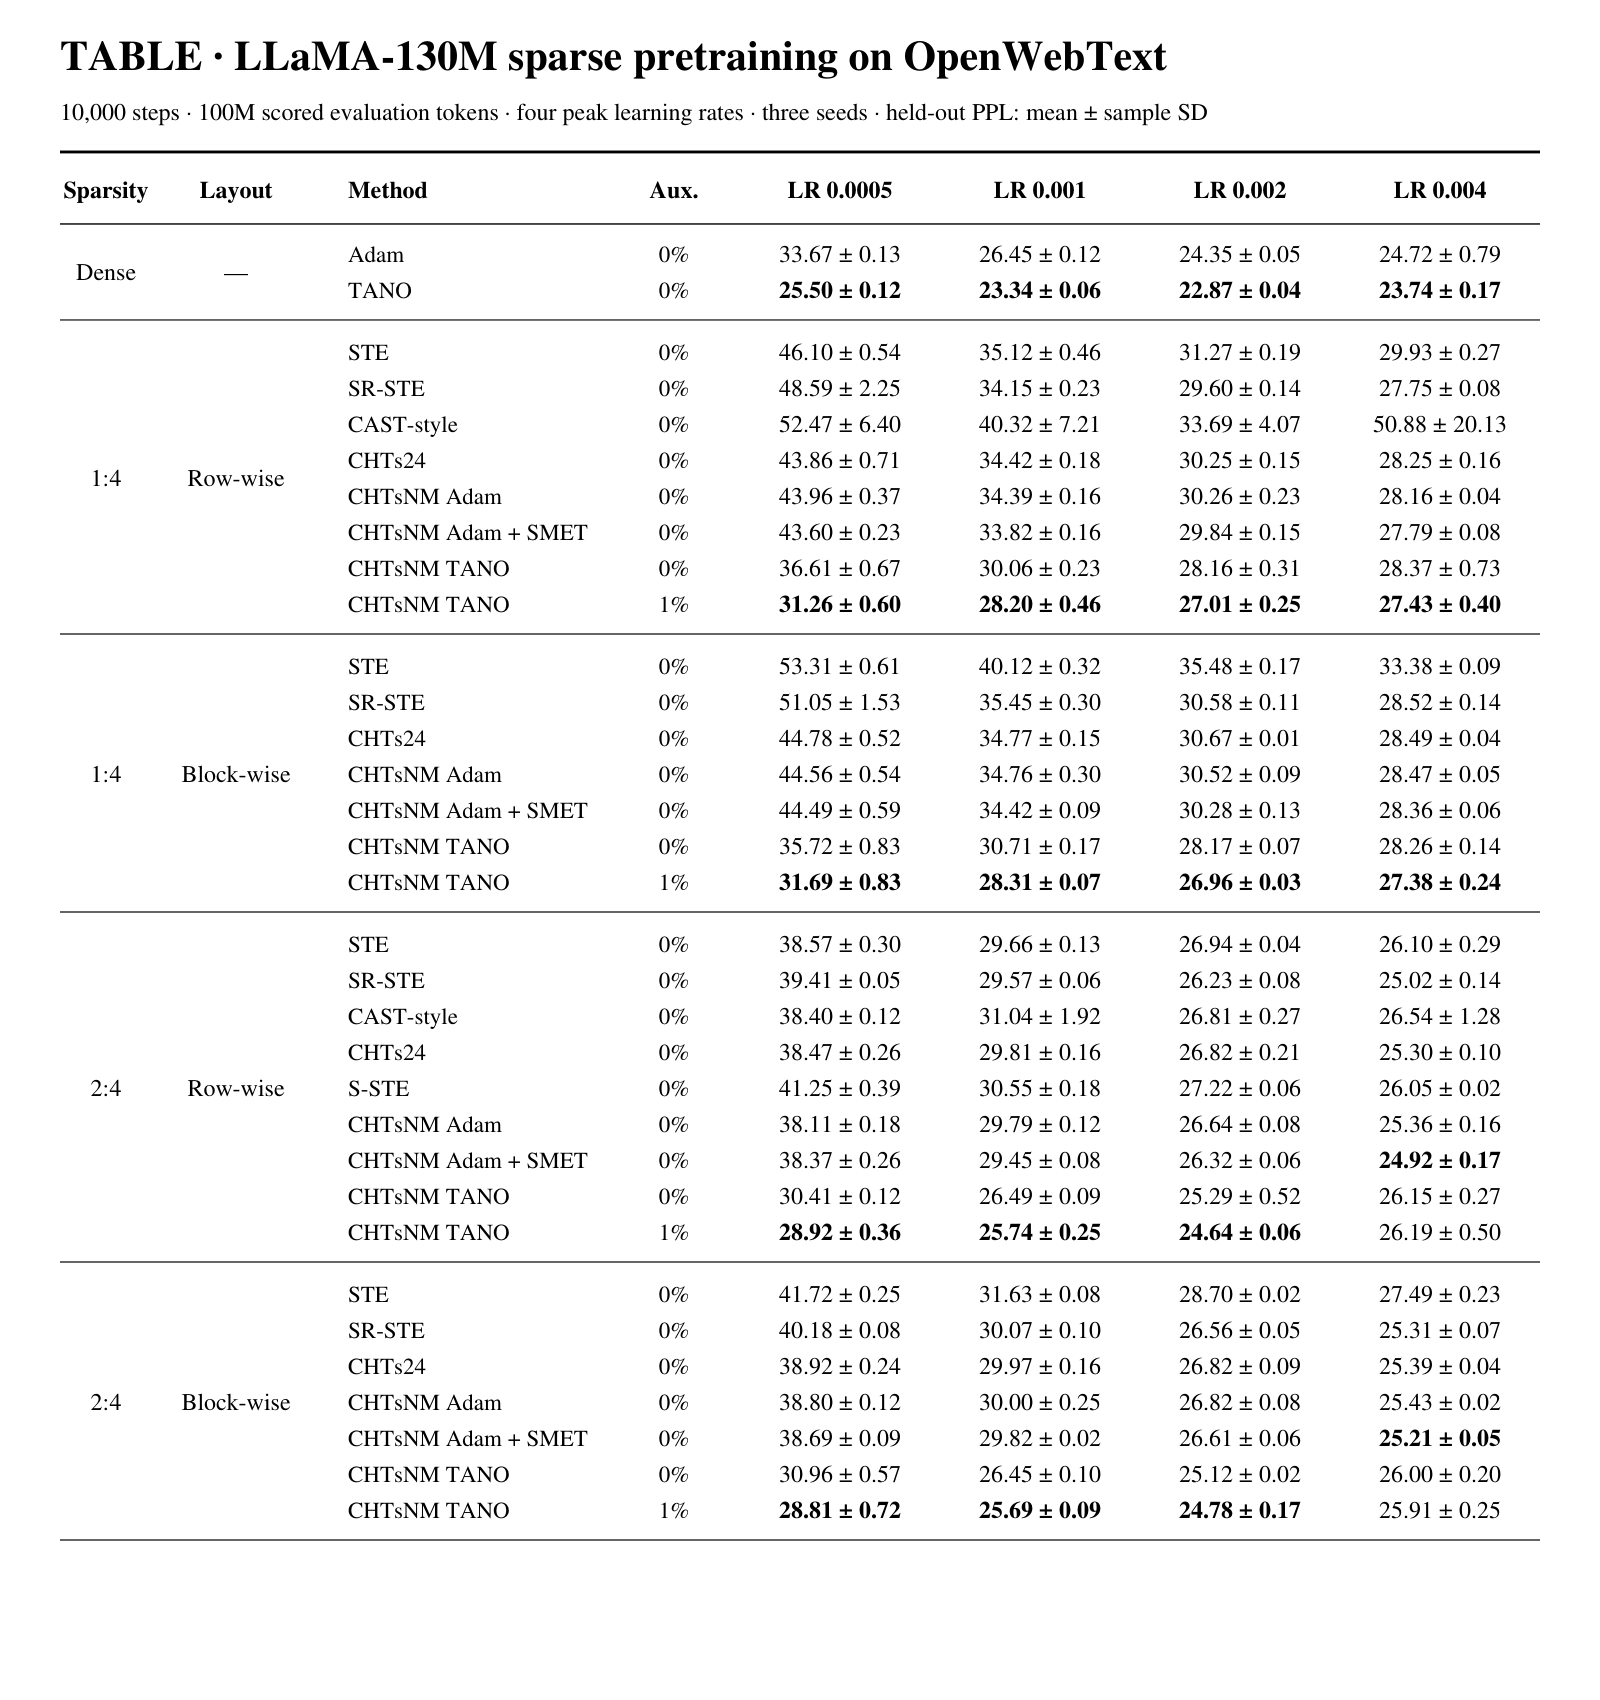 TABLE · LLaMA-130M sparse pretraining on OpenWebText
10,000 steps · 100M scored evaluation tokens · four peak learning rates · three seeds · held-out PPL: mean ± sample SD
Sparsity Layout Method Aux. LR 0.0005 LR 0.001 LR 0.002 LR 0.004
Adam 0% 33.67 ± 0.13 26.45 ± 0.12 24.35 ± 0.05 24.72 ± 0.79
Dense —
TANO 0% 25.50 ± 0.12 23.34 ± 0.06 22.87 ± 0.04 23.74 ± 0.17
STE 0% 46.10 ± 0.54 35.12 ± 0.46 31.27 ± 0.19 29.93 ± 0.27
SR-STE 0% 48.59 ± 2.25 34.15 ± 0.23 29.60 ± 0.14 27.75 ± 0.08
CAST-style 0% 52.47 ± 6.40 40.32 ± 7.21 33.69 ± 4.07 50.88 ± 20.13
CHTs24 0% 43.86 ± 0.71 34.42 ± 0.18 30.25 ± 0.15 28.25 ± 0.16
1:4 Row-wise
CHTsNM Adam 0% 43.96 ± 0.37 34.39 ± 0.16 30.26 ± 0.23 28.16 ± 0.04
CHTsNM Adam + SMET 0% 43.60 ± 0.23 33.82 ± 0.16 29.84 ± 0.15 27.79 ± 0.08
CHTsNM TANO 0% 36.61 ± 0.67 30.06 ± 0.23 28.16 ± 0.31 28.37 ± 0.73
CHTsNM TANO 1% 31.26 ± 0.60 28.20 ± 0.46 27.01 ± 0.25 27.43 ± 0.40
STE 0% 53.31 ± 0.61 40.12 ± 0.32 35.48 ± 0.17 33.38 ± 0.09
SR-STE 0% 51.05 ± 1.53 35.45 ± 0.30 30.58 ± 0.11 28.52 ± 0.14
CHTs24 0% 44.78 ± 0.52 34.77 ± 0.15 30.67 ± 0.01 28.49 ± 0.04
1:4 Block-wise CHTsNM Adam 0% 44.56 ± 0.54 34.76 ± 0.30 30.52 ± 0.09 28.47 ± 0.05
CHTsNM Adam + SMET 0% 44.49 ± 0.59 34.42 ± 0.09 30.28 ± 0.13 28.36 ± 0.06
CHTsNM TANO 0% 35.72 ± 0.83 30.71 ± 0.17 28.17 ± 0.07 28.26 ± 0.14
CHTsNM TANO 1% 31.69 ± 0.83 28.31 ± 0.07 26.96 ± 0.03 27.38 ± 0.24
STE 0% 38.57 ± 0.30 29.66 ± 0.13 26.94 ± 0.04 26.10 ± 0.29
SR-STE 0% 39.41 ± 0.05 29.57 ± 0.06 26.23 ± 0.08 25.02 ± 0.14
CAST-style 0% 38.40 ± 0.12 31.04 ± 1.92 26.81 ± 0.27 26.54 ± 1.28
CHTs24 0% 38.47 ± 0.26 29.81 ± 0.16 26.82 ± 0.21 25.30 ± 0.10
2:4 Row-wise S-STE 0% 41.25 ± 0.39 30.55 ± 0.18 27.22 ± 0.06 26.05 ± 0.02
CHTsNM Adam 0% 38.11 ± 0.18 29.79 ± 0.12 26.64 ± 0.08 25.36 ± 0.16
CHTsNM Adam + SMET 0% 38.37 ± 0.26 29.45 ± 0.08 26.32 ± 0.06 24.92 ± 0.17
CHTsNM TANO 0% 30.41 ± 0.12 26.49 ± 0.09 25.29 ± 0.52 26.15 ± 0.27
CHTsNM TANO 1% 28.92 ± 0.36 25.74 ± 0.25 24.64 ± 0.06 26.19 ± 0.50
STE 0% 41.72 ± 0.25 31.63 ± 0.08 28.70 ± 0.02 27.49 ± 0.23
SR-STE 0% 40.18 ± 0.08 30.07 ± 0.10 26.56 ± 0.05 25.31 ± 0.07
CHTs24 0% 38.92 ± 0.24 29.97 ± 0.16 26.82 ± 0.09 25.39 ± 0.04
2:4 Block-wise CHTsNM Adam 0% 38.80 ± 0.12 30.00 ± 0.25 26.82 ± 0.08 25.43 ± 0.02
CHTsNM Adam + SMET 0% 38.69 ± 0.09 29.82 ± 0.02 26.61 ± 0.06 25.21 ± 0.05
CHTsNM TANO 0% 30.96 ± 0.57 26.45 ± 0.10 25.12 ± 0.02 26.00 ± 0.20
CHTsNM TANO 1% 28.81 ± 0.72 25.69 ± 0.09 24.78 ± 0.17 25.91 ± 0.25